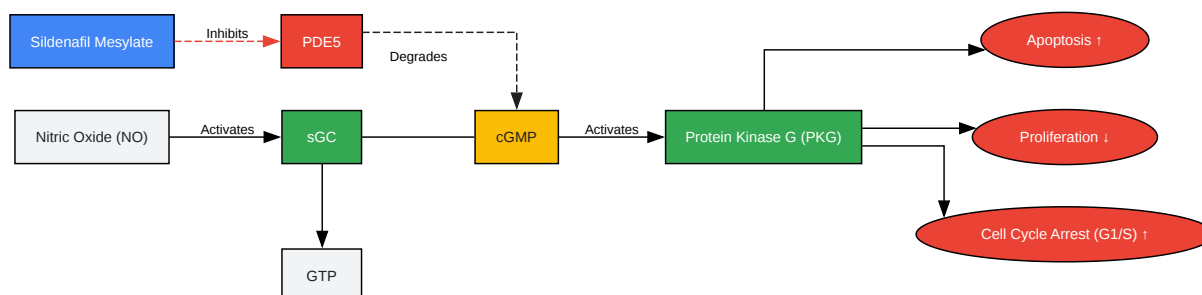 Sildenafil Mesylate
Inhibits
PDE5
Degrades
Apoptosis ↑
Nitric Oxide (NO)
Activates
sGC
cGMP
Activates
Protein Kinase G (PKG)
Proliferation ↓
Cell Cycle Arrest (G1/S) ↑
GTP